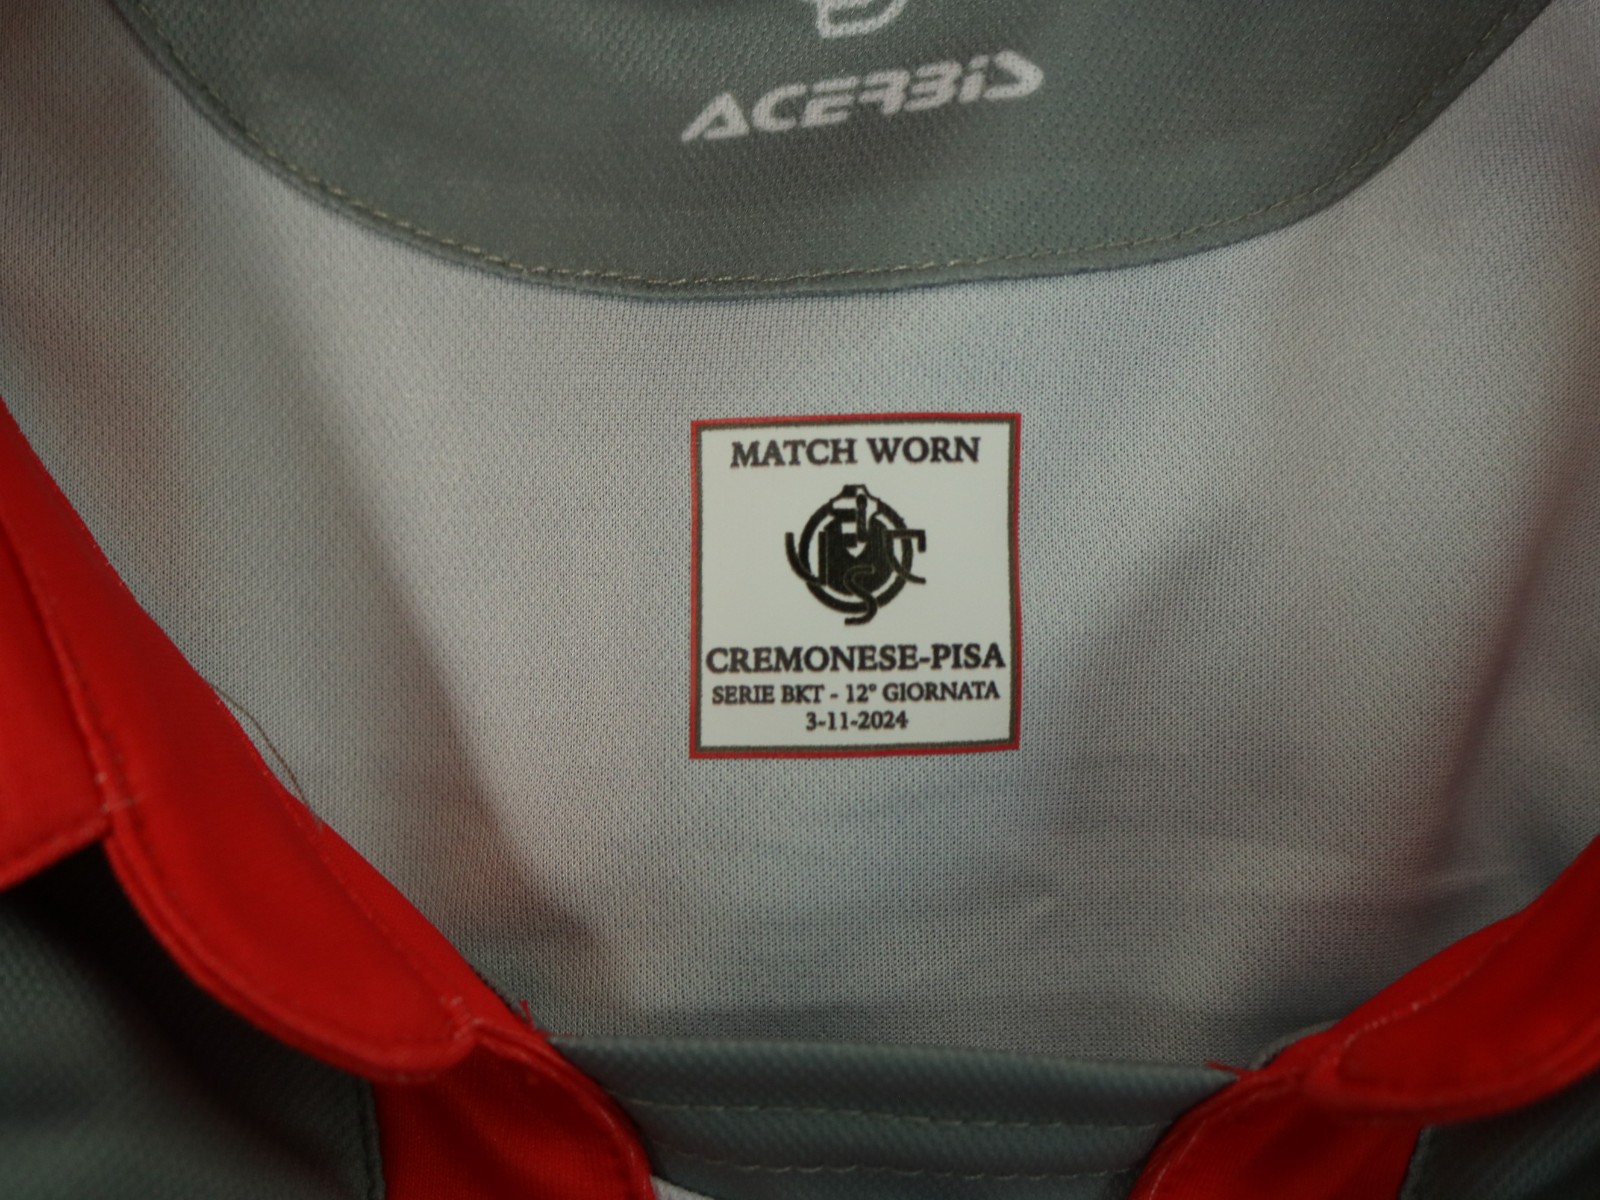 ACERBIS
MATCH WORN
CREMONESE-PISA
SERIE BKT - 12° GIORNATA
3-11-2024